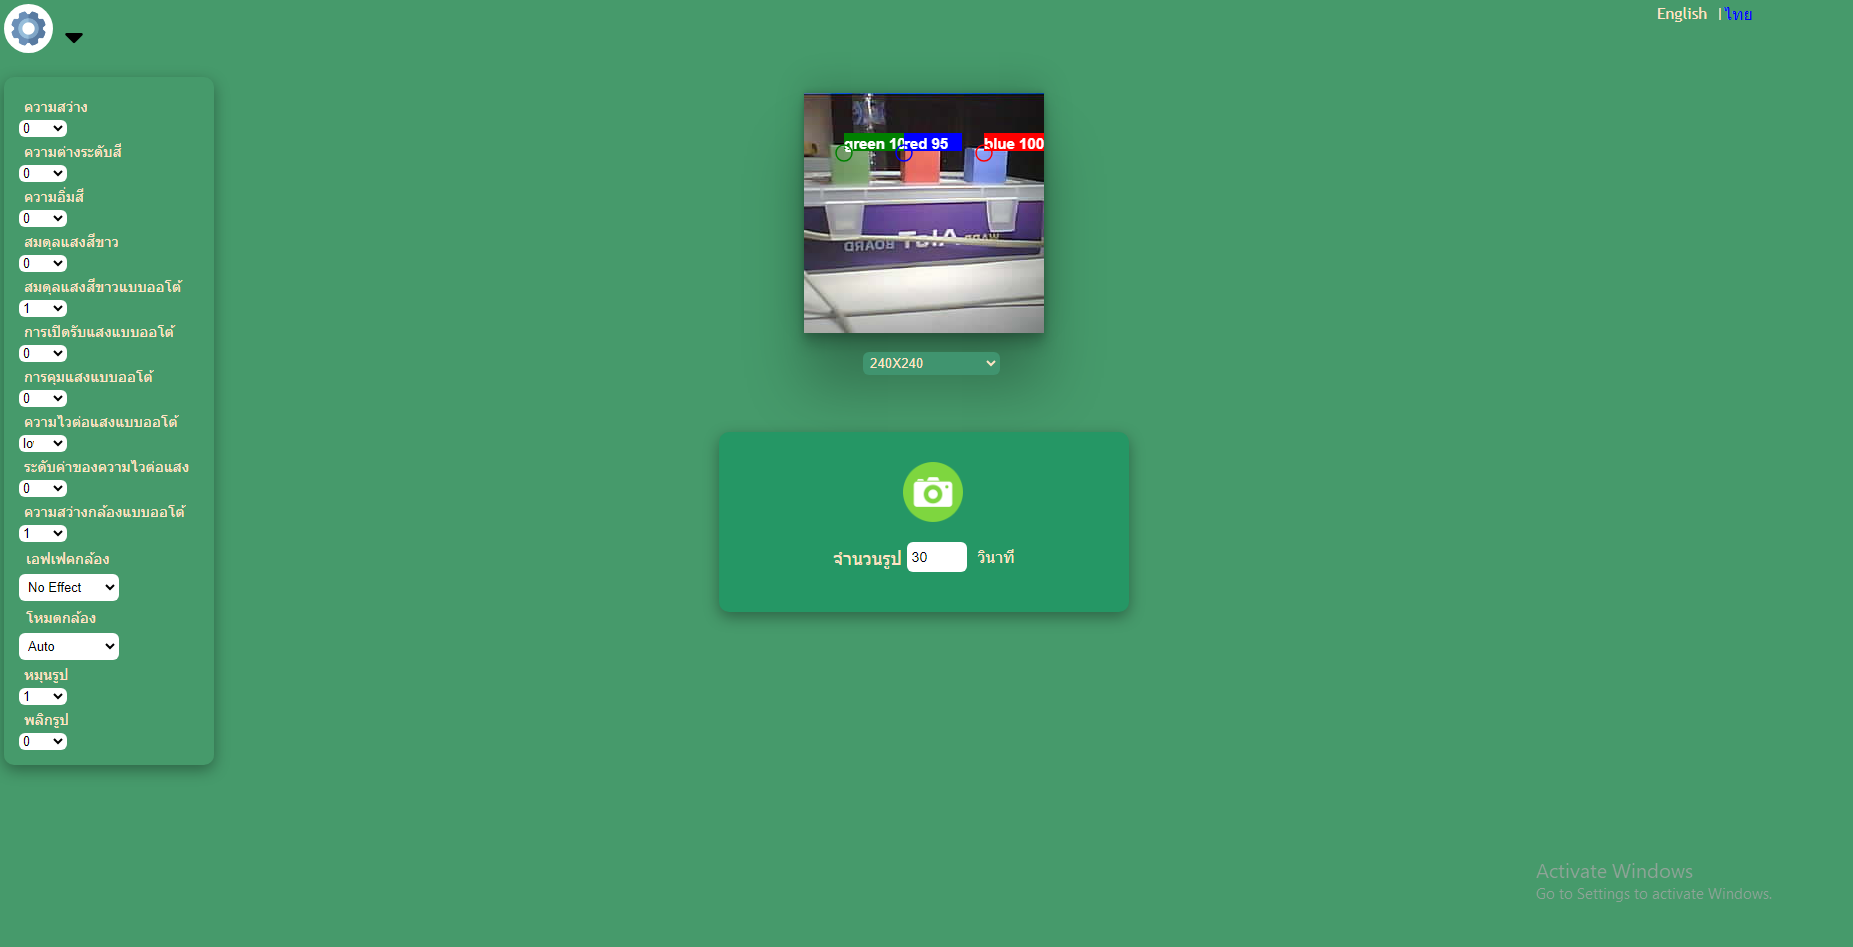 English | ไทย
ความสว่าง
0
ความต่างระดับสี
0
ความอิ่มสี
0
สมดุลแสงสีขาว
0
สมดุลแสงสีขาวแบบออโต้
1
การเปิดรับแสงแบบออโต้
0
การคุมแสงแบบออโต้
0
ความไวต่อแสงแบบออโต้
lo
ระดับค่าของความไวต่อแสง
0
ความสว่างกล้องแบบออโต้
1
เอฟเฟคกล้อง
No Effect
โหมดกล้อง
Auto
หมุนรูป
1
พลิกรูป
0
green 10 red 95 blue 100
BOARD
240X240
จำนวนรูป 30 วินาที
Activate Windows
Go to Settings to activate Windows.